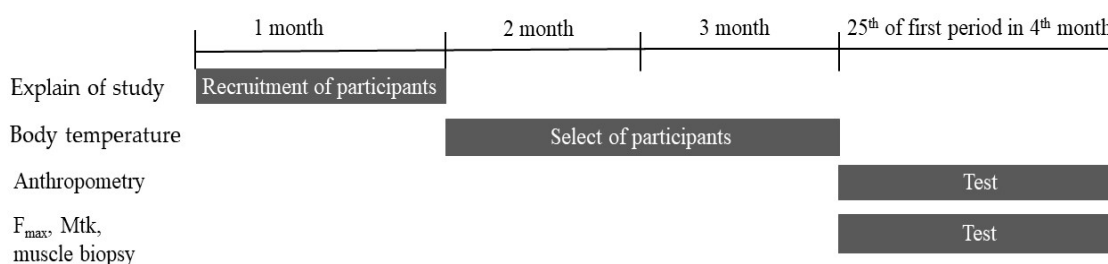 1 month 2 month 3 month 25th of first period in 4th month
Explain of study Recruitment of participants
Body temperature Select of participants
Anthropometry Test
Fmax, Mtk, Test
muscle biopsy